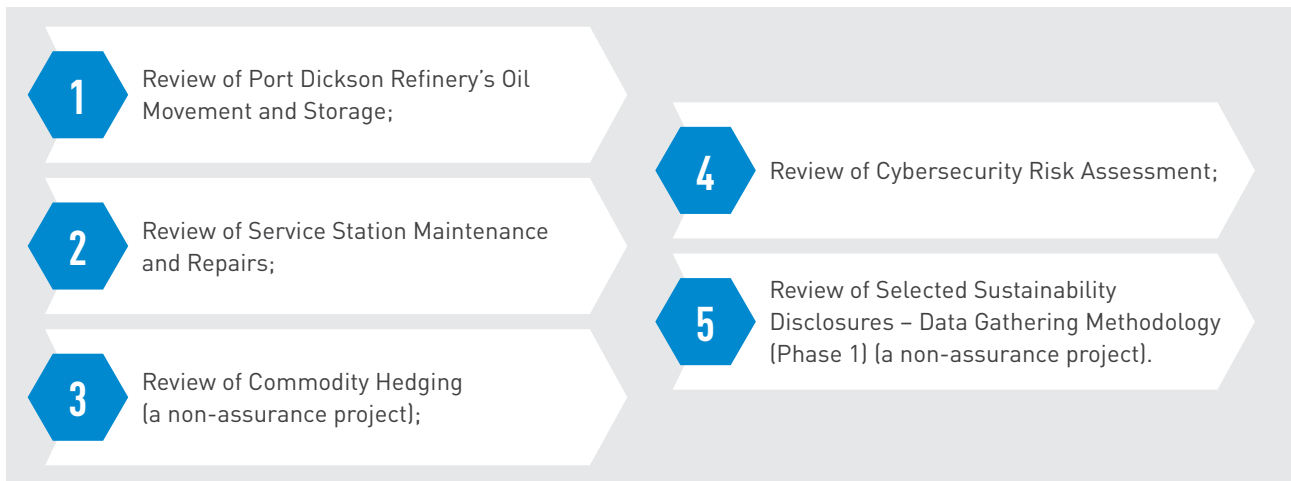 1
Review of Port Dickson Refinery’s Oil
Movement and Storage;
2
Review of Service Station Maintenance
and Repairs;
3
Review of Commodity Hedging
(a non-assurance project);
4
Review of Cybersecurity Risk Assessment;
5
Review of Selected Sustainability
Disclosures – Data Gathering Methodology
(Phase 1) (a non-assurance project).